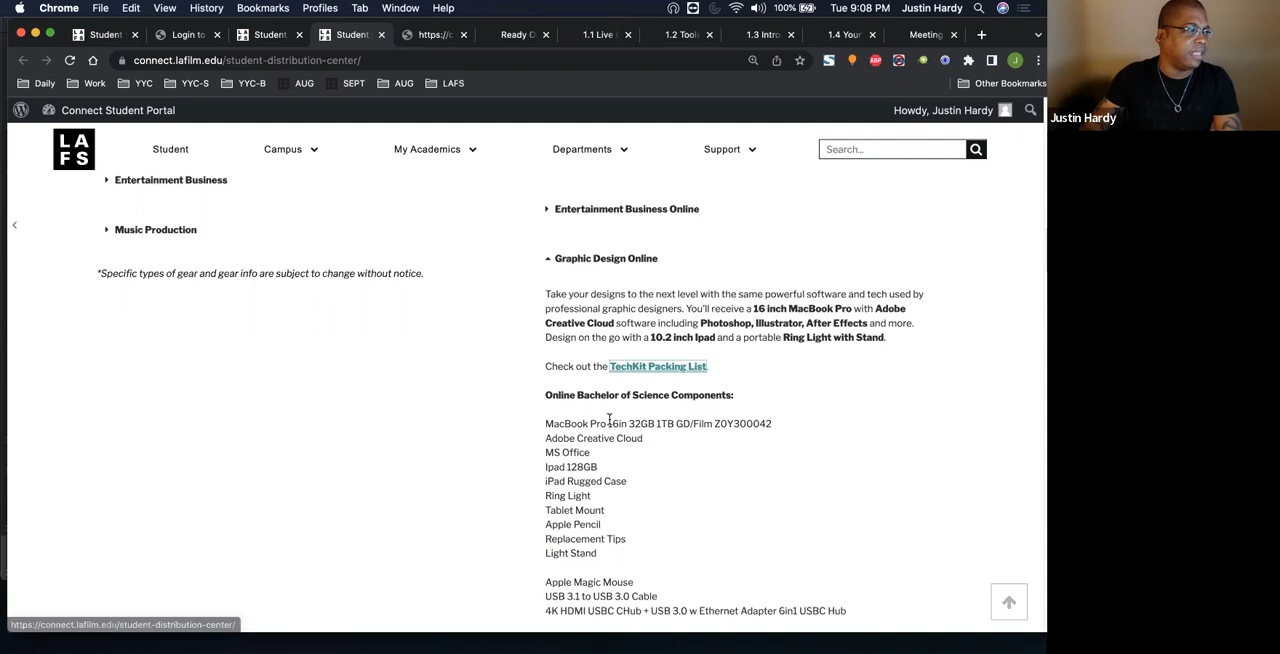 Chrome File Edit View History Bookmarks Profiles Tab Window Help 100% Tue 9:08 PM Justin Hardy
Student Login to Student Student https://c Ready O 1.1 Live 1.2 Tool 1.3 Intro 1.4 Your Meeting
connect.lafilm.edu/student-distribution-center/
Daily Work YYC YYC-S YYC-B AUG SEPT AUG LAFS Other Bookmarks
Connect Student Portal Howdy, Justin Hardy
Justin Hardy
LA
FS
Student Campus My Academics Departments Support Search...
Entertainment Business
Music Production
*Specific types of gear and gear info are subject to change without notice.
Entertainment Business Online
Graphic Design Online
Take your designs to the next level with the same powerful software and tech used by
professional graphic designers. You'll receive a 16 inch MacBook Pro with Adobe
Creative Cloud software including Photoshop, Illustrator, After Effects and more.
Design on the go with a 10.2 inch Ipad and a portable Ring Light with Stand.
Check out the TechKit Packing List
Online Bachelor of Science Components:
MacBook Pro 16in 32GB 1TB GD/Film Z0Y300042
Adobe Creative Cloud
MS Office
Ipad 128GB
iPad Rugged Case
Ring Light
Tablet Mount
Apple Pencil
Replacement Tips
Light Stand
Apple Magic Mouse
USB 3.1 to USB 3.0 Cable
4K HDMI USBC CHub + USB 3.0 w Ethernet Adapter 6in1 USBC Hub
https://connect.lafilm.edu/student-distribution-center/